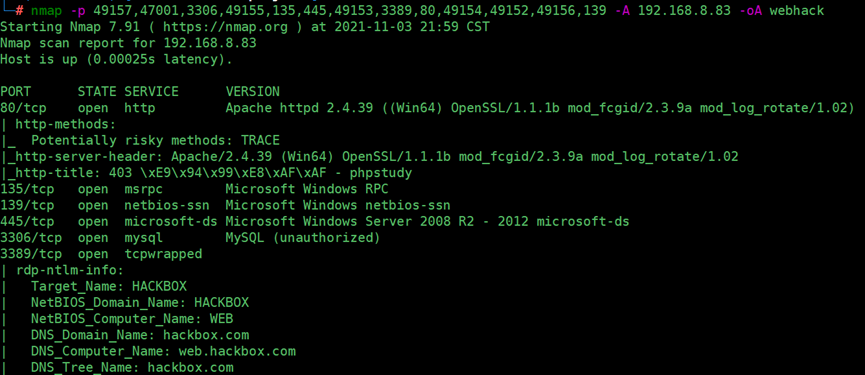 # nmap -p 49157,47001,3306,49155,135,445,49153,3389,80,49154,49152,49156,139 -A 192.168.8.83 -oA webhack
Starting Nmap 7.91 ( https://nmap.org ) at 2021-11-03 21:59 CST
Nmap scan report for 192.168.8.83
Host is up (0.00025s latency).
PORT      STATE SERVICE       VERSION
80/tcp    open  http          Apache httpd 2.4.39 ((Win64) OpenSSL/1.1.1b mod_fcgid/2.3.9a mod_log_rotate/1.02)
| http-methods:
|_  Potentially risky methods: TRACE
|_http-server-header: Apache/2.4.39 (Win64) OpenSSL/1.1.1b mod_fcgid/2.3.9a mod_log_rotate/1.02
|_http-title: 403 \xE9\x94\x99\xE8\xAF\xAF - phpstudy
135/tcp   open  msrpc         Microsoft Windows RPC
139/tcp   open  netbios-ssn   Microsoft Windows netbios-ssn
445/tcp   open  microsoft-ds  Microsoft Windows Server 2008 R2 - 2012 microsoft-ds
3306/tcp  open  mysql         MySQL (unauthorized)
3389/tcp  open  tcpwrapped
| rdp-ntlm-info:
|   Target_Name: HACKBOX
|   NetBIOS_Domain_Name: HACKBOX
|   NetBIOS_Computer_Name: WEB
|   DNS_Domain_Name: hackbox.com
|   DNS_Computer_Name: web.hackbox.com
|   DNS_Tree_Name: hackbox.com